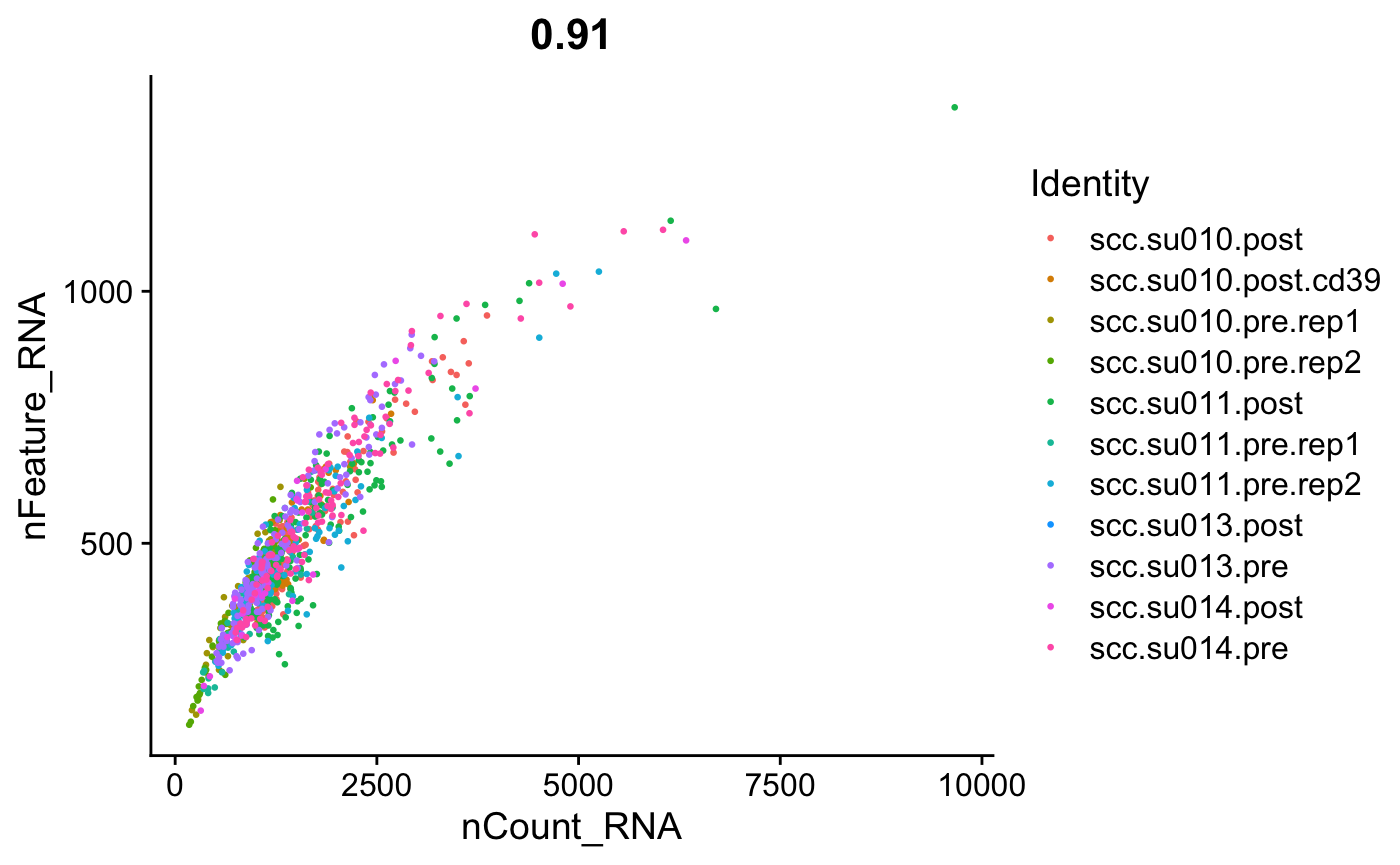 0.91
nFeature_RNA
1000
500
0
2500
5000
7500
10000
nCount_RNA
Identity
scc.su010.post
scc.su010.post.cd39
scc.su010.pre.rep1
scc.su010.pre.rep2
scc.su011.post
scc.su011.pre.rep1
scc.su011.pre.rep2
scc.su013.post
scc.su013.pre
scc.su014.post
scc.su014.pre